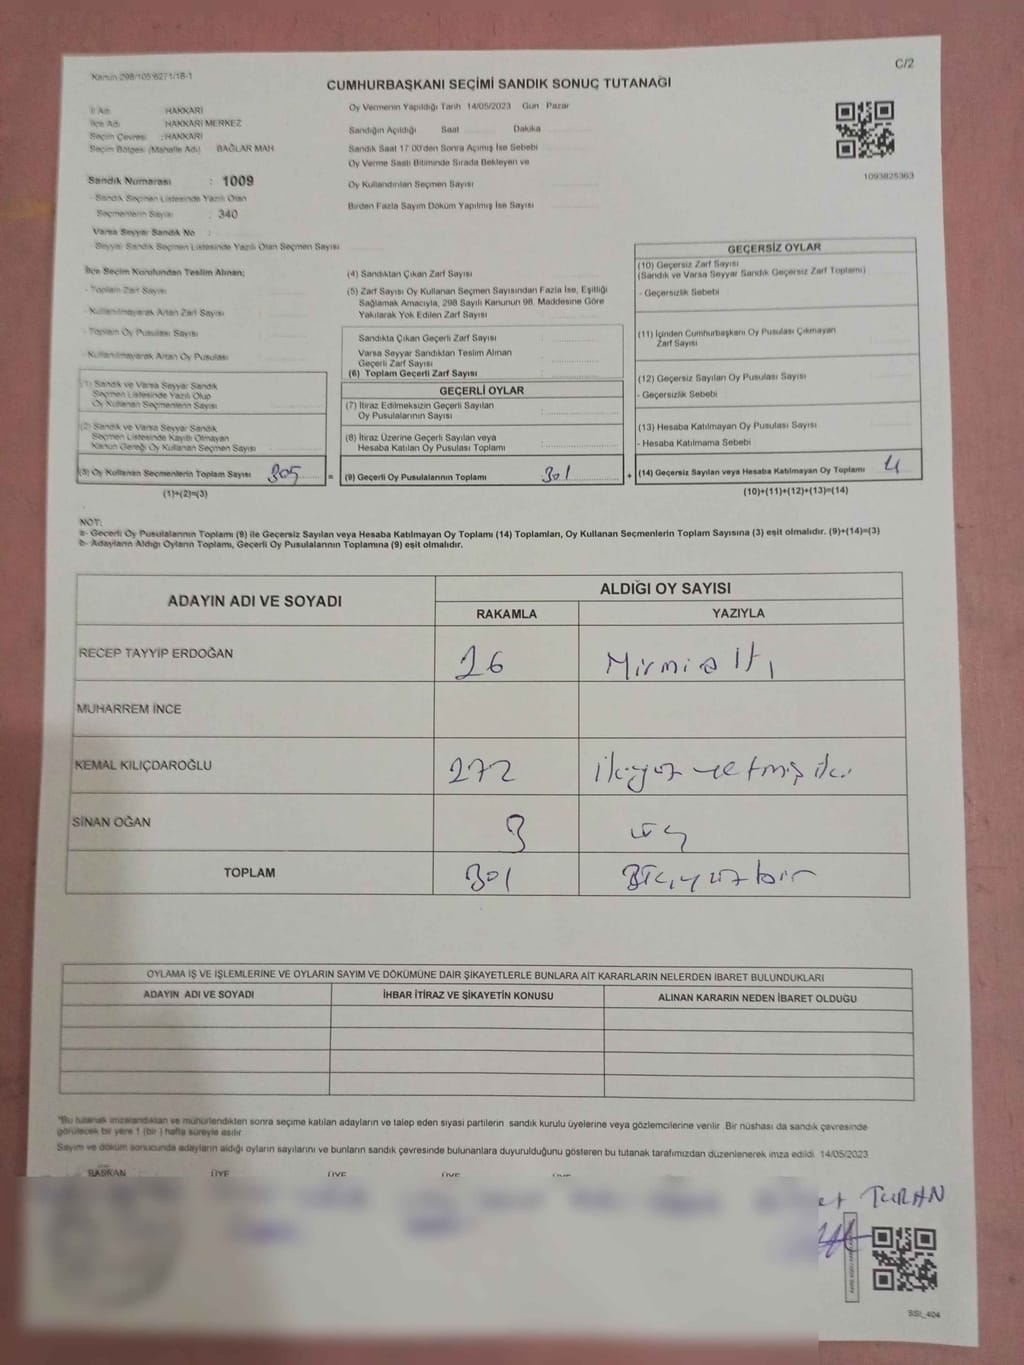 Kanun 298/105 6271/18-1
C/2
CUMHURBAŞKANI SEÇİMİ SANDIK SONUÇ TUTANAĞI
İl Adı : HAKKARİ
İlçe Adı : HAKKARİ MERKEZ
Seçim Çevresi : HAKKARİ
Seçim Bölgesi (Mahalle Adı) BAĞLAR MAH.
Sandık Numarası : 1009
- Sandık Seçmen Listesinde Yazılı Olan
Seçmenlerin Sayısı : 340
Varsa Seyyar Sandık No :
- Seyyar Sandık Seçmen Listesinde Yazılı Olan Seçmen Sayısı
Oy Vermenin Yapıldığı Tarih 14/05/2023 Gün Pazar
Sandığın Açıldığı Saat Dakika
Sandık Saat 17:00'den Sonra Açımış İse Sebebi
Oy Verme Saati Bitiminde Sırada Bekleyen ve
Oy Kullandırılan Seçmen Sayısı
Birden Fazla Sayım Döküm Yapılmış İse Sayısı
1093825363
İlçe Seçim Kurulundan Teslim Alınan;
- Toplam Zarf Sayısı
- Kullanılmayarak Artan Zarf Sayısı
- Toplam Oy Pusulası Sayısı
- Kullanılmayarak Artan Oy Pusulası
(1) Sandık ve Varsa Seyyar Sandık
Seçmen Listesinde Yazılı Olup
Oy Kullanan Seçmenlerin Sayısı
(2) Sandık ve Varsa Seyyar Sandık
Seçmen Listesinde Kayıtlı Olmayan
Kanun Gereği Oy Kullanan Seçmen Sayısı
(3) Oy Kullanan Seçmenlerin Toplam Sayısı 305
(1)+(2)=(3)
(4) Sandıktan Çıkan Zarf Sayısı
(5) Zarf Sayısı Oy Kullanan Seçmen Sayısından Fazla İse, Eşitliği
Sağlamak Amacıyla, 298 Sayılı Kanunun 98. Maddesine Göre
Yakılarak Yok Edilen Zarf Sayısı
Sandıkta Çıkan Geçerli Zarf Sayısı
Varsa Seyyar Sandıktan Teslim Alınan
Geçerli Zarf Sayısı
(6) Toplam Geçerli Zarf Sayısı
GEÇERLİ OYLAR
(7) İtiraz Edilmeksizin Geçerli Sayılan
Oy Pusulalarının Sayısı
(8) İtiraz Üzerine Geçerli Sayılan veya
Hesaba Katılan Oy Pusulası Toplamı
= (9) Geçerli Oy Pusulalarının Toplamı 301
GEÇERSİZ OYLAR
(10) Geçersiz Zarf Sayısı
(Sandık ve Varsa Seyyar Sandık Geçersiz Zarf Toplamı)
- Geçersizlik Sebebi
(11) İçinden Cumhurbaşkanı Oy Pusulası Çıkmayan
Zarf Sayısı
(12) Geçersiz Sayılan Oy Pusulası Sayısı
- Geçersizlik Sebebi
(13) Hesaba Katılmayan Oy Pusulası Sayısı
- Hesaba Katılmama Sebebi
+ (14) Geçersiz Sayılan veya Hesaba Katılmayan Oy Toplamı 4
(10)+(11)+(12)+(13)=(14)
NOT:
a- Geçerli Oy Pusulalarının Toplamı (9) ile Geçersiz Sayılan veya Hesaba Katılmayan Oy Toplamı (14) Toplamları, Oy Kullanan Seçmenlerin Toplam Sayısına (3) eşit olmalıdır. (9)+(14)=(3)
b- Adayların Aldığı Oyların Toplamı, Geçerli Oy Pusulalarının Toplamına (9) eşit olmalıdır.
ADAYIN ADI VE SOYADI
ALDIĞI OY SAYISI
RAKAMLA YAZIYLA
RECEP TAYYİP ERDOĞAN 26
MUHARREM İNCE
KEMAL KILIÇDAROĞLU 272 ikiyüz yetmiş iki
SİNAN OĞAN 3 üç
TOPLAM 301 üçyüzbir
OYLAMA İŞ VE İŞLEMLERİNE VE OYLARIN SAYIM VE DÖKÜMÜNE DAİR ŞİKAYETLERLE BUNLARA AİT KARARLARIN NELERDEN İBARET BULUNDUKLARI
ADAYIN ADI VE SOYADI İHBAR İTİRAZ VE ŞİKAYETİN KONUSU ALINAN KARARIN NEDEN İBARET OLDUĞU
"Bu tutanak imzalandıktan ve mühürlendikten sonra seçime katılan adayların ve talep eden siyasi partilerin sandık kurulu üyelerine veya gözlemcilerine verilir. Bir nüshası da sandık çevresinde
görülecek bir yere 1 (bir ) hafta süreyle asılır.
Sayım ve döküm sonucunda adayların aldığı oyların sayılarını ve bunların sandık çevresinde bulunanlara duyurulduğunu gösteren bu tutanak tarafımızdan düzenlenerek imza edildi. 14/05/2023
BAŞKAN ÜYE ÜYE ÜYE ÜYE
et TURAN
SSI_404